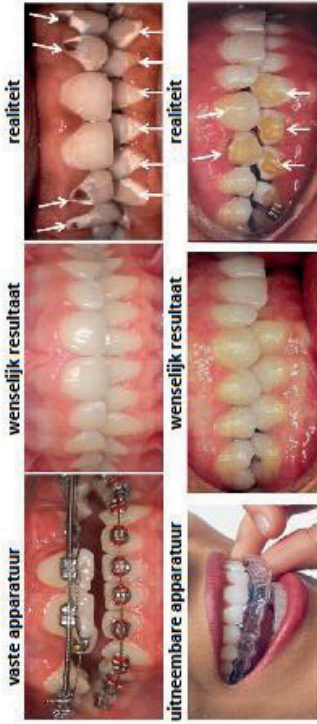 vaste apparatuur
wenselijk resultaat
realiteit
uitneembare apparatuur
wenselijk resultaat
realiteit